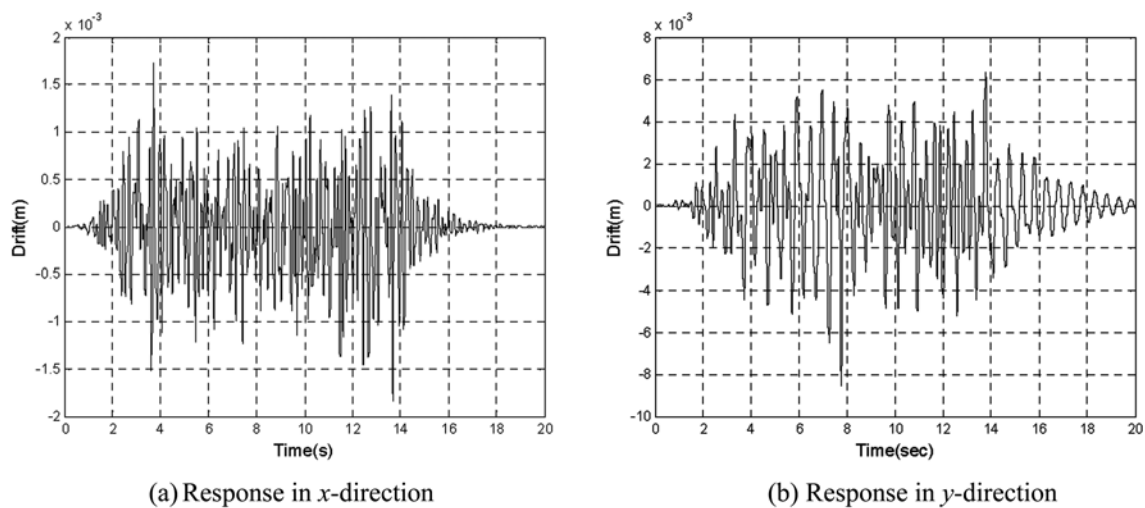 x 10⁻³
2
1.5
1
0.5
0
-0.5
-1
-1.5
-2
Drift(m)
0 2 4 6 8 10 12 14 16 18 20
Time(s)
(a) Response in x-direction
x 10⁻³
8
6
4
2
0
-2
-4
-6
-8
-10
Drift(m)
0 2 4 6 8 10 12 14 16 18 20
Time(sec)
(b) Response in y-direction